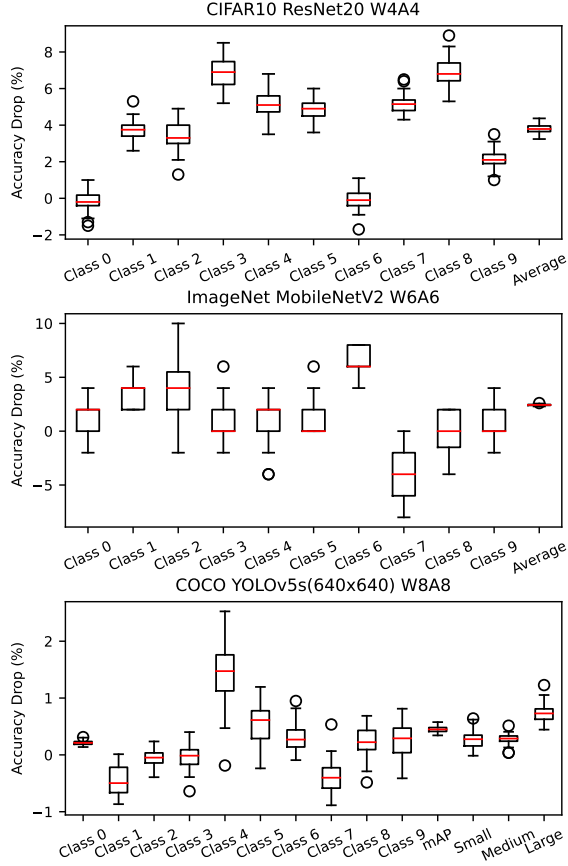 CIFAR10 ResNet20 W4A4
Accuracy Drop (%)
8
6
4
2
0
−2
Class 0 Class 1 Class 2 Class 3 Class 4 Class 5 Class 6 Class 7 Class 8 Class 9 Average
ImageNet MobileNetV2 W6A6
Accuracy Drop (%)
10
5
0
−5
Class 0 Class 1 Class 2 Class 3 Class 4 Class 5 Class 6 Class 7 Class 8 Class 9 Average
COCO YOLOv5s(640x640) W8A8
Accuracy Drop (%)
2
1
0
−1
Class 0 Class 1 Class 2 Class 3 Class 4 Class 5 Class 6 Class 7 Class 8 Class 9 mAP Small Medium Large